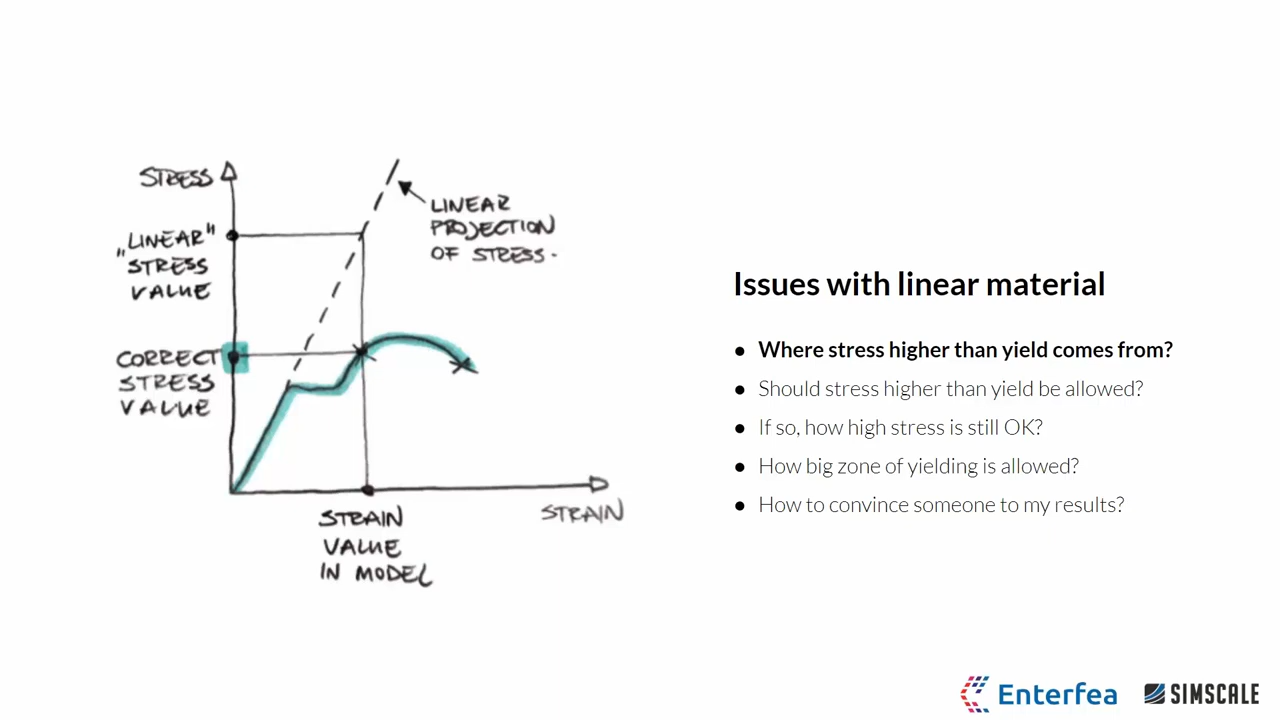 STRESS
„LINEAR"
STRESS
VALUE
CORRECT
STRESS
VALUE
LINEAR
PROJECTION
OF STRESS.
STRAIN
VALUE
IN MODEL
STRAIN
Issues with linear material
● Where stress higher than yield comes from?
● Should stress higher than yield be allowed?
● If so, how high stress is still OK?
● How big zone of yielding is allowed?
● How to convince someone to my results?
Enterfea
SIMSCALE